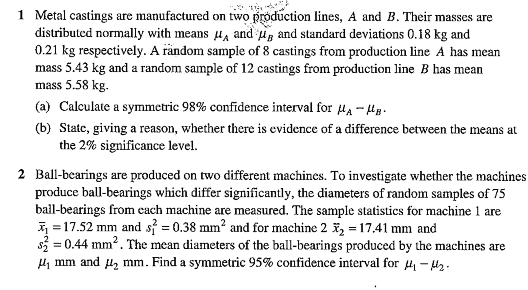 1 Metal castings are manufactured on two production lines, A and B. Their masses are
distributed normally with means μ_A and μ_B and standard deviations 0.18 kg and
0.21 kg respectively. A random sample of 8 castings from production line A has mean
mass 5.43 kg and a random sample of 12 castings from production line B has mean
mass 5.58 kg.
(a) Calculate a symmetric 98% confidence interval for μ_A − μ_B.
(b) State, giving a reason, whether there is evidence of a difference between the means at
the 2% significance level.
2 Ball-bearings are produced on two different machines. To investigate whether the machines
produce ball-bearings which differ significantly, the diameters of random samples of 75
ball-bearings from each machine are measured. The sample statistics for machine 1 are
x̄₁ = 17.52 mm and s₁² = 0.38 mm² and for machine 2 x̄₂ = 17.41 mm and
s₂² = 0.44 mm². The mean diameters of the ball-bearings produced by the machines are
μ₁ mm and μ₂ mm. Find a symmetric 95% confidence interval for μ₁ − μ₂.